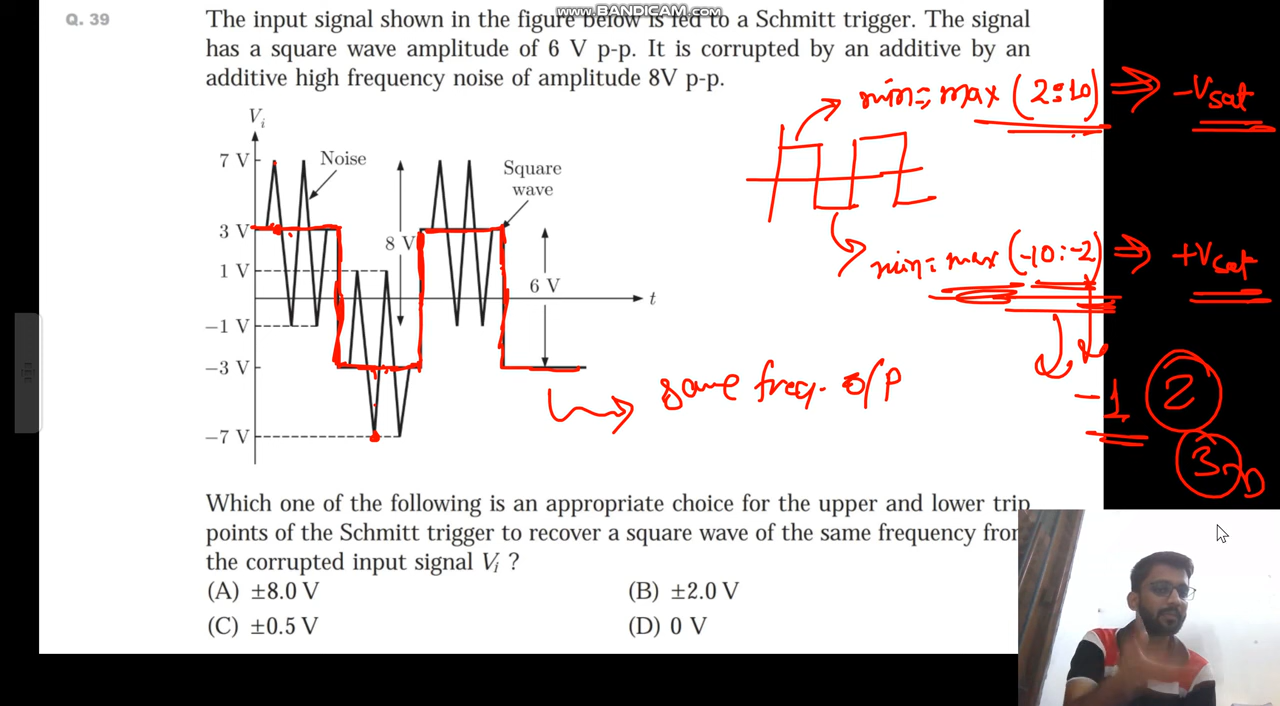 www.BANDICAM.com
Q. 39
The input signal shown in the figure below is fed to a Schmitt trigger. The signal
has a square wave amplitude of 6 V p-p. It is corrupted by an additive by an
additive high frequency noise of amplitude 8V p-p.
min= max (2:10) ⇒ -Vsat
Vi
7 V
Noise
Square
wave
3 V
8 V
min= max (-10:-2) ⇒ +Vsat
1 V
6 V
t
−1 V
−3 V
same freq. o/P
-1
2
3
−7 V
Which one of the following is an appropriate choice for the upper and lower trip
points of the Schmitt trigger to recover a square wave of the same frequency from
the corrupted input signal Vi ?
(A) ±8.0 V
(B) ±2.0 V
(C) ±0.5 V
(D) 0 V